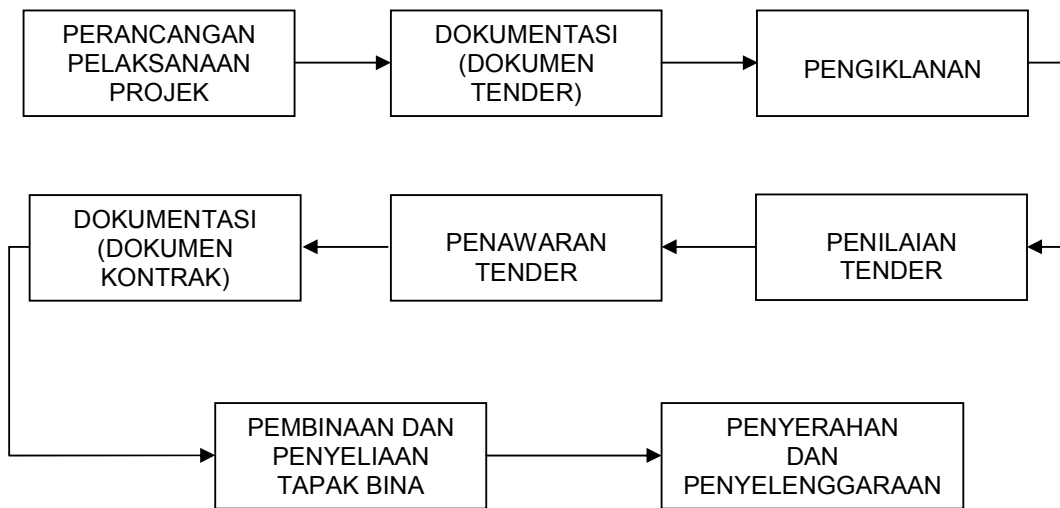 PERANCANGAN
PELAKSANAAN
PROJEK
DOKUMENTASI
(DOKUMEN
TENDER)
PENGIKLANAN
PENILAIAN
TENDER
PENAWARAN
TENDER
DOKUMENTASI
(DOKUMEN
KONTRAK)
PEMBINAAN DAN
PENYELIAAN
TAPAK BINA
PENYERAHAN
DAN
PENYELENGGARAAN